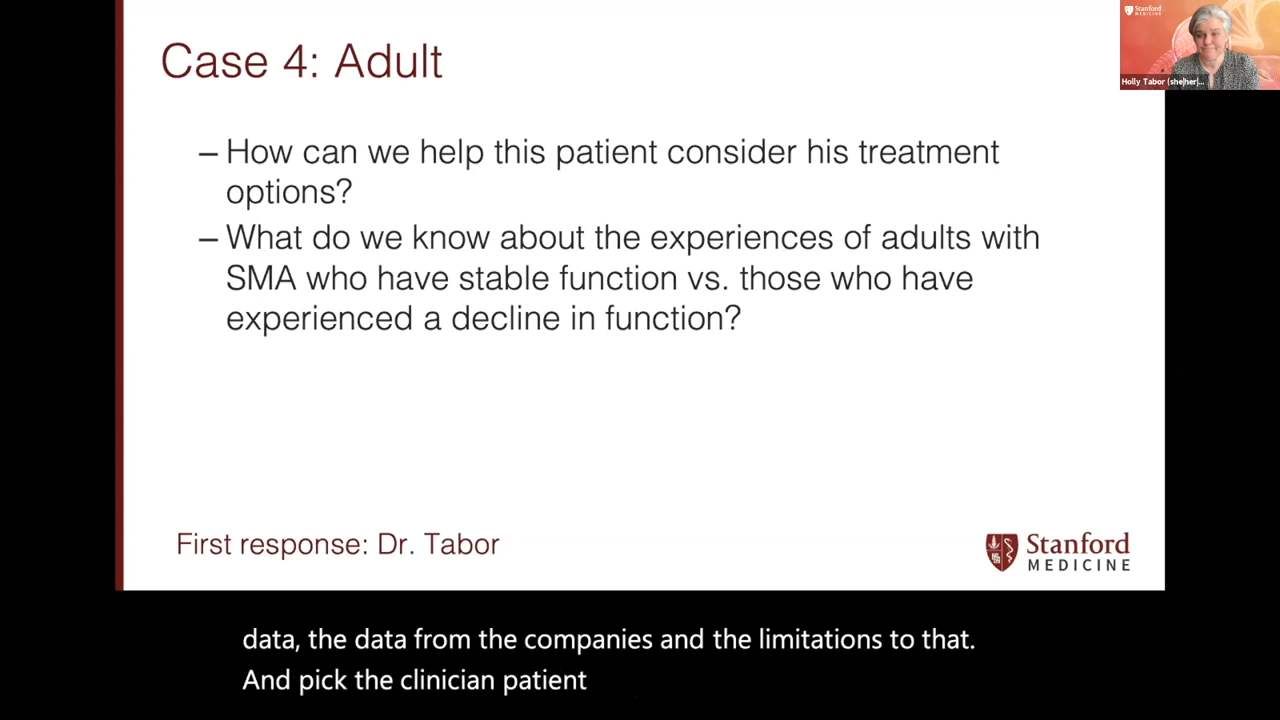 Case 4: Adult
Stanford
MEDICINE
Holly Tabor (she|her)...
– How can we help this patient consider his treatment
options?
– What do we know about the experiences of adults with
SMA who have stable function vs. those who have
experienced a decline in function?
First response: Dr. Tabor
Stanford
MEDICINE
data, the data from the companies and the limitations to that.
And pick the clinician patient